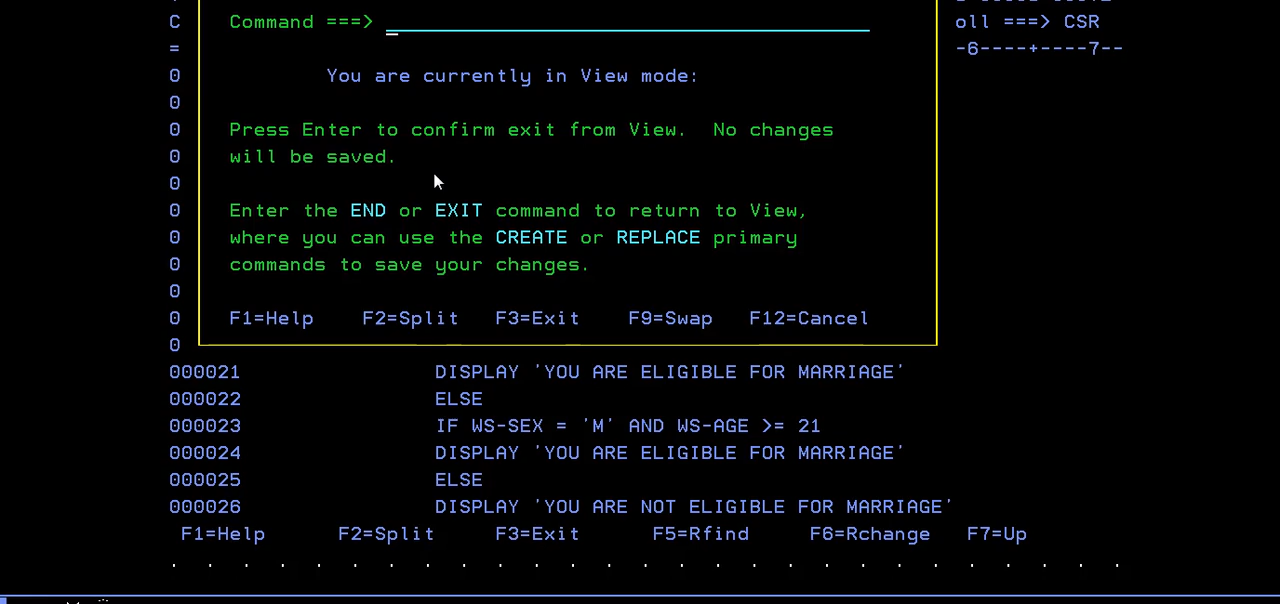 C Command ===> oll ===> CSR
= -6----+----7--
0 You are currently in View mode:
0
0 Press Enter to confirm exit from View.  No changes
0 will be saved.
0
0 Enter the END or EXIT command to return to View,
0 where you can use the CREATE or REPLACE primary
0 commands to save your changes.
0
0 F1=Help F2=Split F3=Exit F9=Swap F12=Cancel
0
000021 DISPLAY 'YOU ARE ELIGIBLE FOR MARRIAGE'
000022 ELSE
000023 IF WS-SEX = 'M' AND WS-AGE >= 21
000024 DISPLAY 'YOU ARE ELIGIBLE FOR MARRIAGE'
000025 ELSE
000026 DISPLAY 'YOU ARE NOT ELIGIBLE FOR MARRIAGE'
F1=Help F2=Split F3=Exit F5=Rfind F6=Rchange F7=Up
. . . . . . . . . . . . . . . . . . . . . . . . . . .